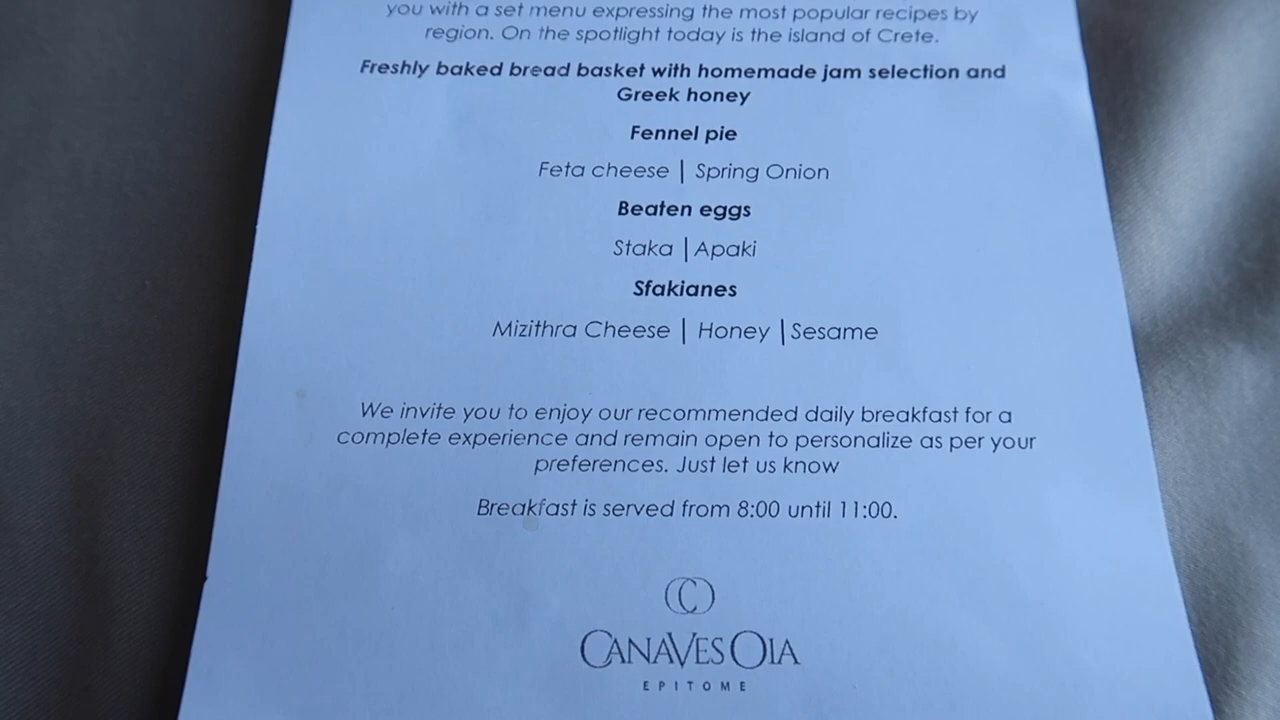 you with a set menu expressing the most popular recipes by
region. On the spotlight today is the island of Crete.
Freshly baked bread basket with homemade jam selection and
Greek honey
Fennel pie
Feta cheese | Spring Onion
Beaten eggs
Staka |Apaki
Sfakianes
Mizithra Cheese | Honey |Sesame
We invite you to enjoy our recommended daily breakfast for a
complete experience and remain open to personalize as per your
preferences. Just let us know
Breakfast is served from 8:00 until 11:00.
CANAVES OIA
EPITOME